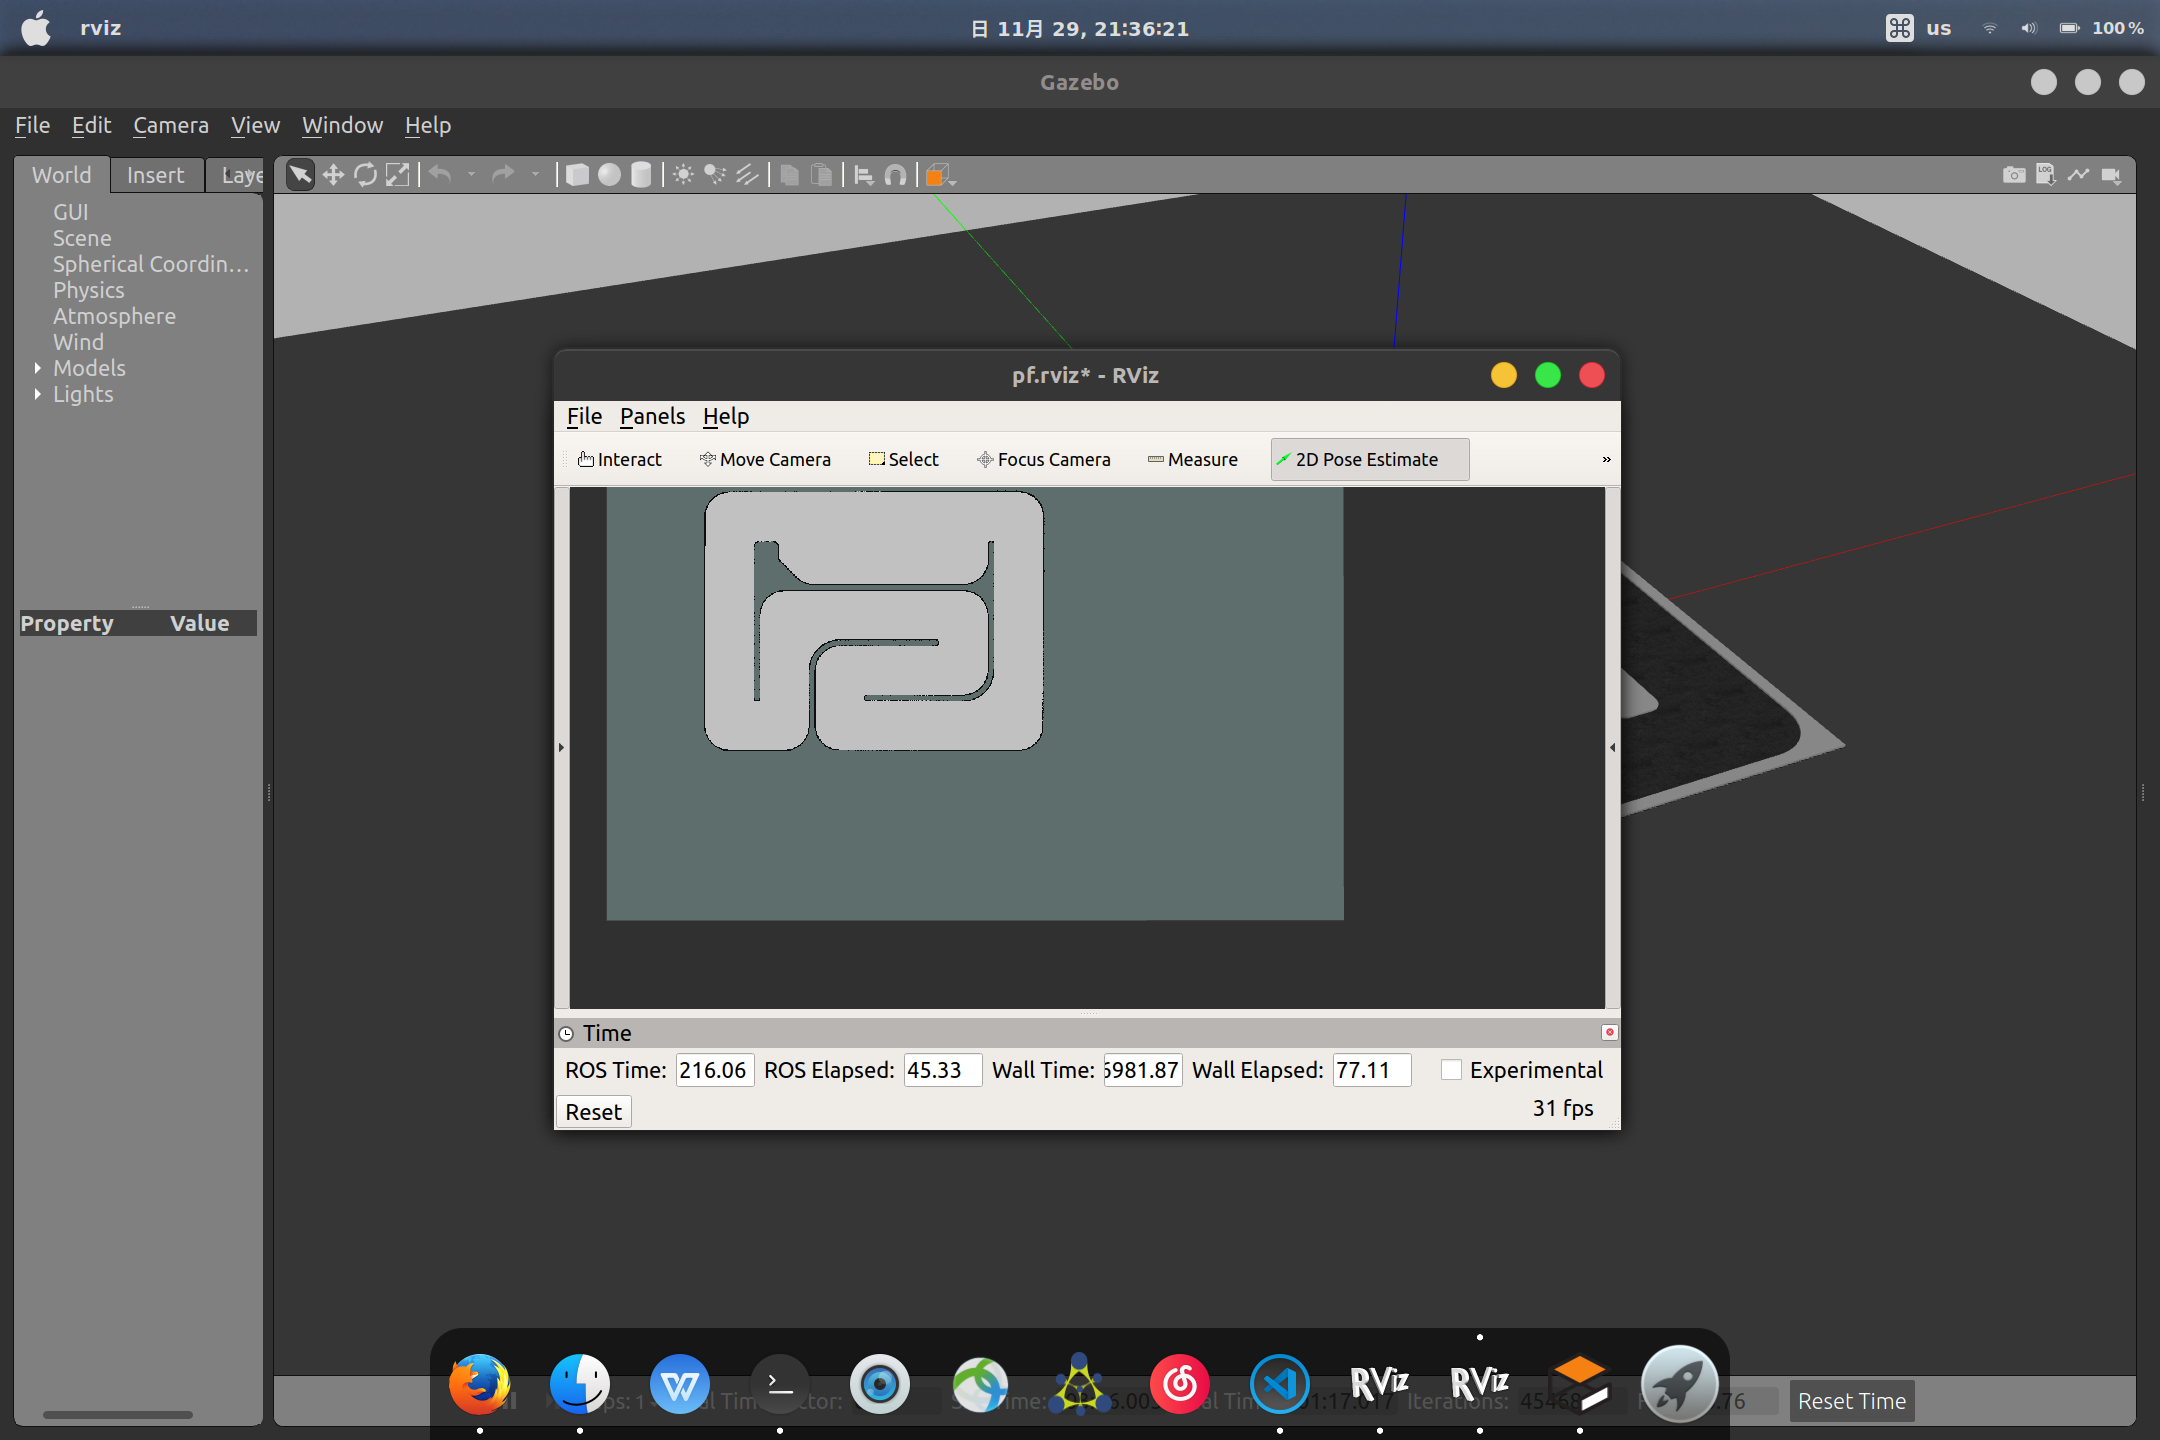 rviz
日 11月 29, 21:36:21
us
100 %
Gazebo
File Edit Camera View Window Help
World Insert Laye
LOG
GUI
Scene
Spherical Coordin…
Physics
Atmosphere
Wind
Models
Lights
Property Value
pf.rviz* - RViz
File Panels Help
Interact Move Camera Select Focus Camera Measure 2D Pose Estimate »
Time
ROS Time: 216.06 ROS Elapsed: 45.33 Wall Time: 6981.87 Wall Elapsed: 77.11 Experimental
Reset
31 fps
RViz
RViz
Iterations:
Reset Time